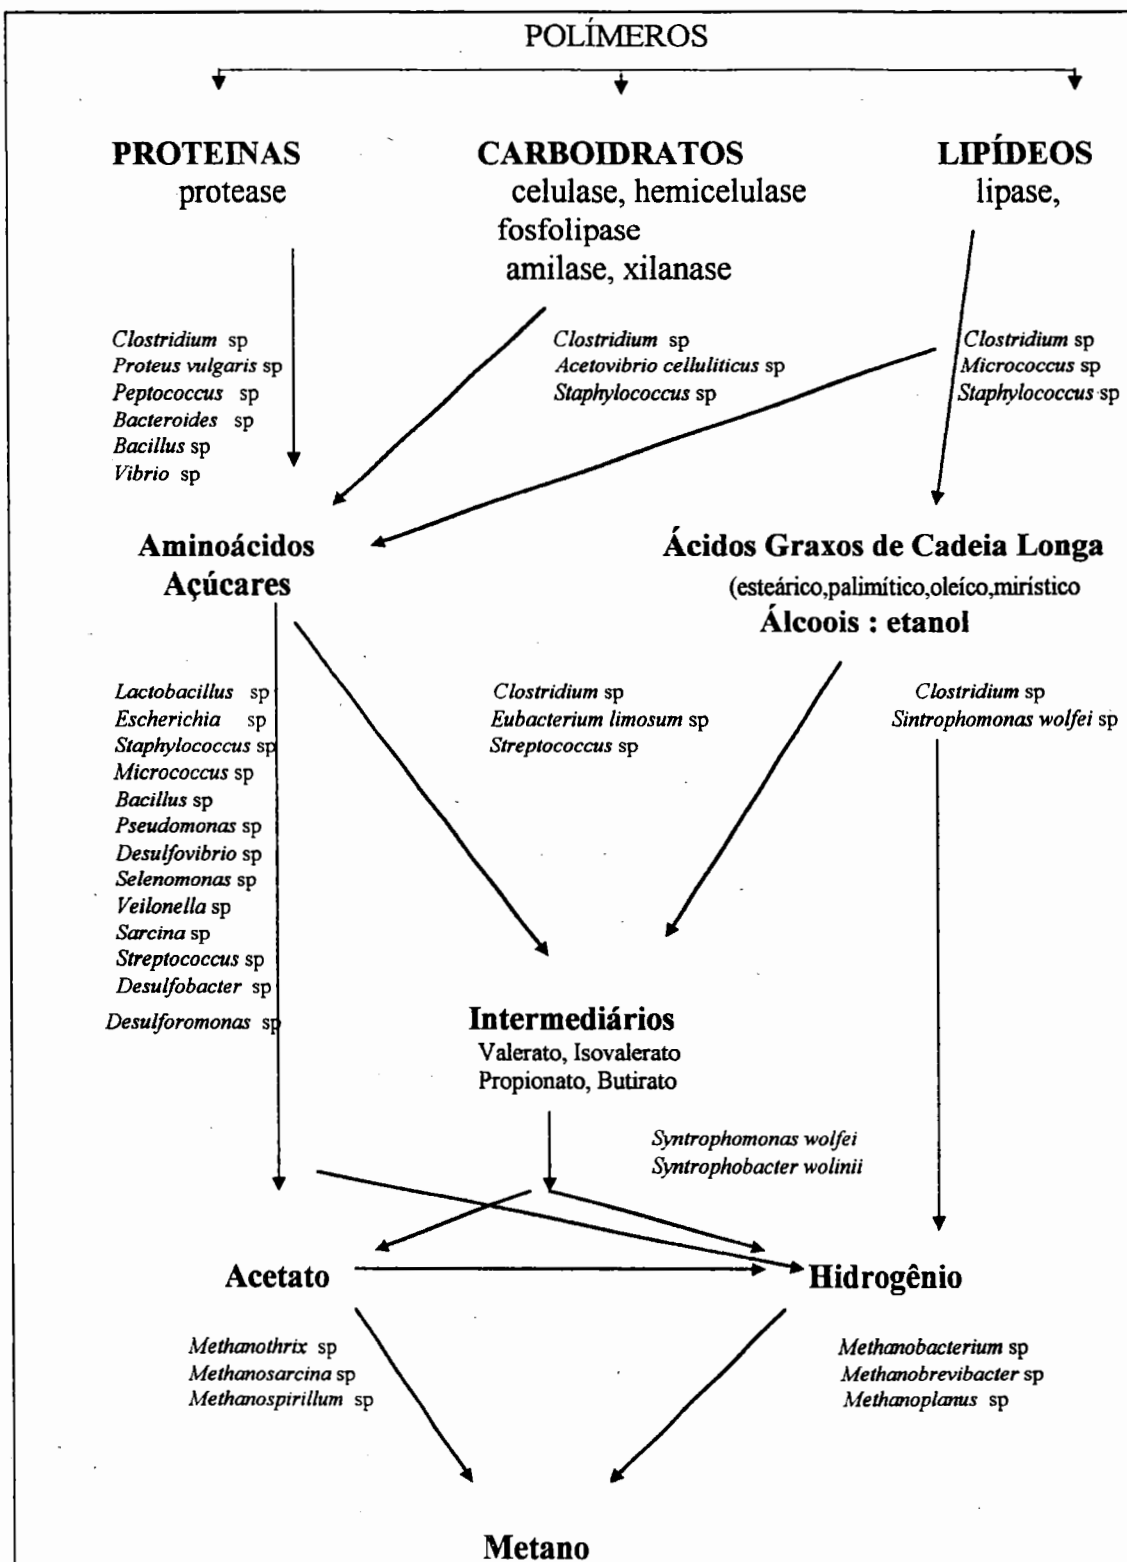 POLÍMEROS
PROTEINAS
protease
CARBOIDRATOS
celulase, hemicelulase
fosfolipase
amilase, xilanase
LIPÍDEOS
lipase,
Clostridium sp
Proteus vulgaris sp
Peptococcus sp
Bacteroides sp
Bacillus sp
Vibrio sp
Clostridium sp
Acetovibrio celluliticus sp
Staphylococcus sp
Clostridium sp
Micrococcus sp
Staphylococcus sp
Aminoácidos
Açúcares
Ácidos Graxos de Cadeia Longa
(esteárico,palimítico,oleíco,mirístico
Álcoois : etanol
Lactobacillus sp
Escherichia sp
Staphylococcus sp
Micrococcus sp
Bacillus sp
Pseudomonas sp
Desulfovibrio sp
Selenomonas sp
Veilonella sp
Sarcina sp
Streptococcus sp
Desulfobacter sp
Desulforomonas sp
Clostridium sp
Eubacterium limosum sp
Streptococcus sp
Clostridium sp
Sintrophomonas wolfei sp
Intermediários
Valerato, Isovalerato
Propionato, Butirato
Syntrophomonas wolfei
Syntrophobacter wolinii
Acetato
Hidrogênio
Methanothrix sp
Methanosarcina sp
Methanospirillum sp
Methanobacterium sp
Methanobrevibacter sp
Methanoplanus sp
Metano